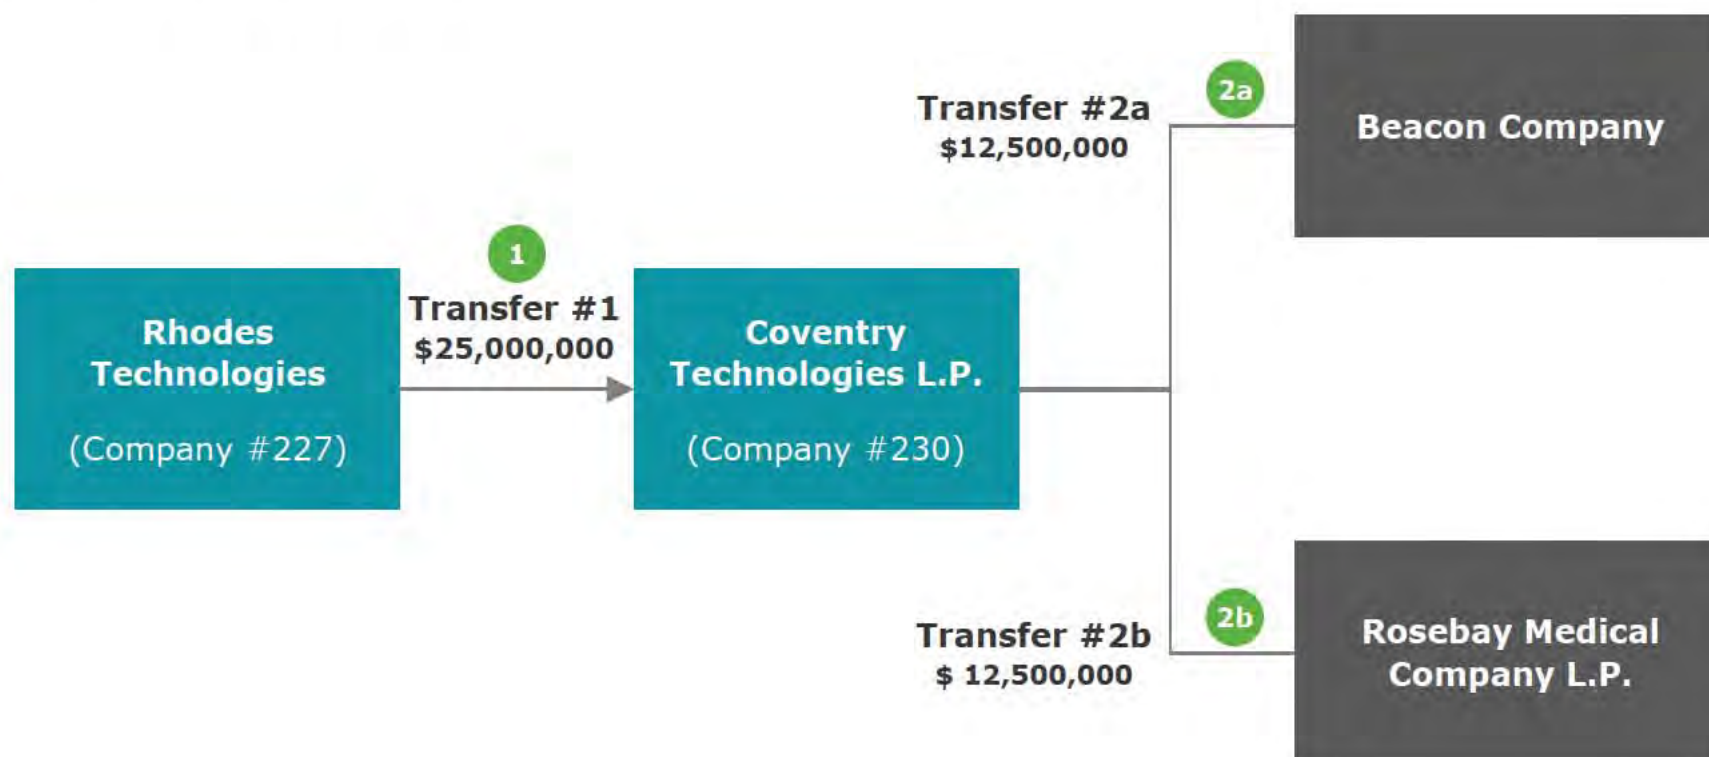 Rhodes
Technologies
(Company #227)
1
Transfer #1
$25,000,000
Coventry
Technologies L.P.
(Company #230)
2a
Transfer #2a
$12,500,000
Beacon Company
2b
Transfer #2b
$ 12,500,000
Rosebay Medical
Company L.P.